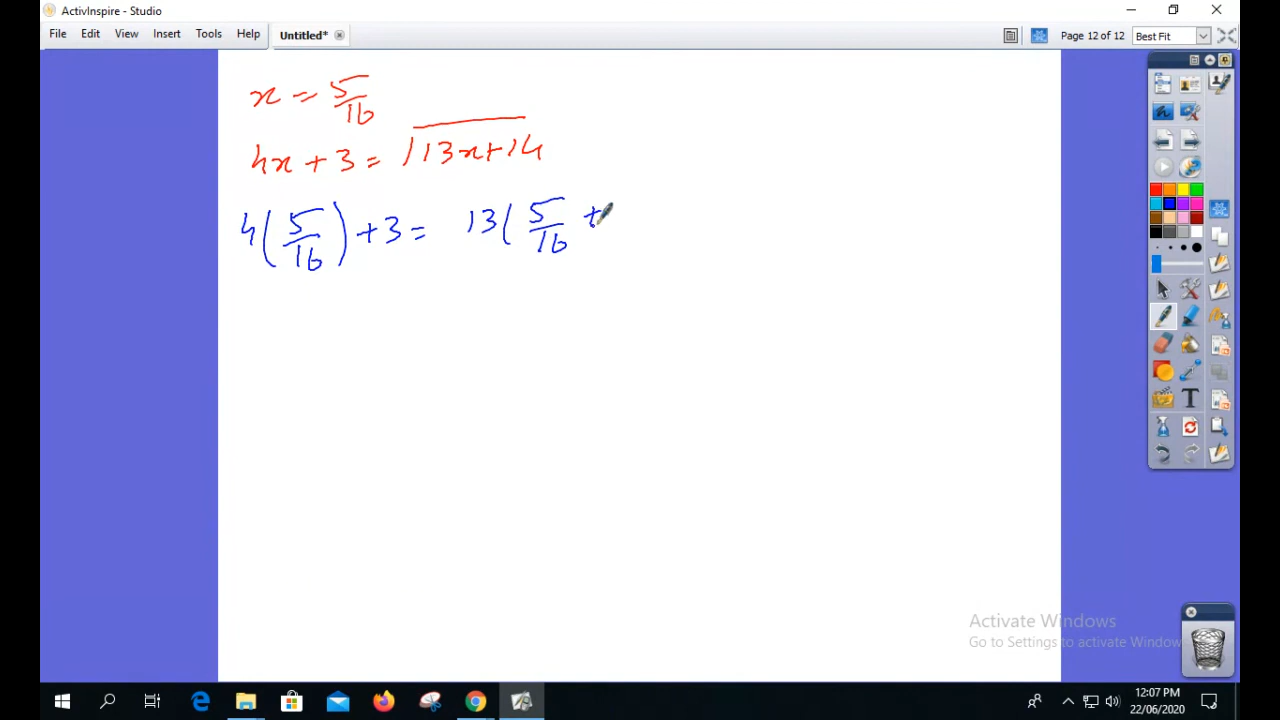 ActivInspire - Studio
File Edit View Insert Tools Help Untitled* Page 12 of 12 Best Fit
x = 5/16
4x + 3 = √13x+14
4(5/16) + 3 = 13(5/16 +
Activate Windows
Go to Settings to activate Window
12:07 PM
22/06/2020